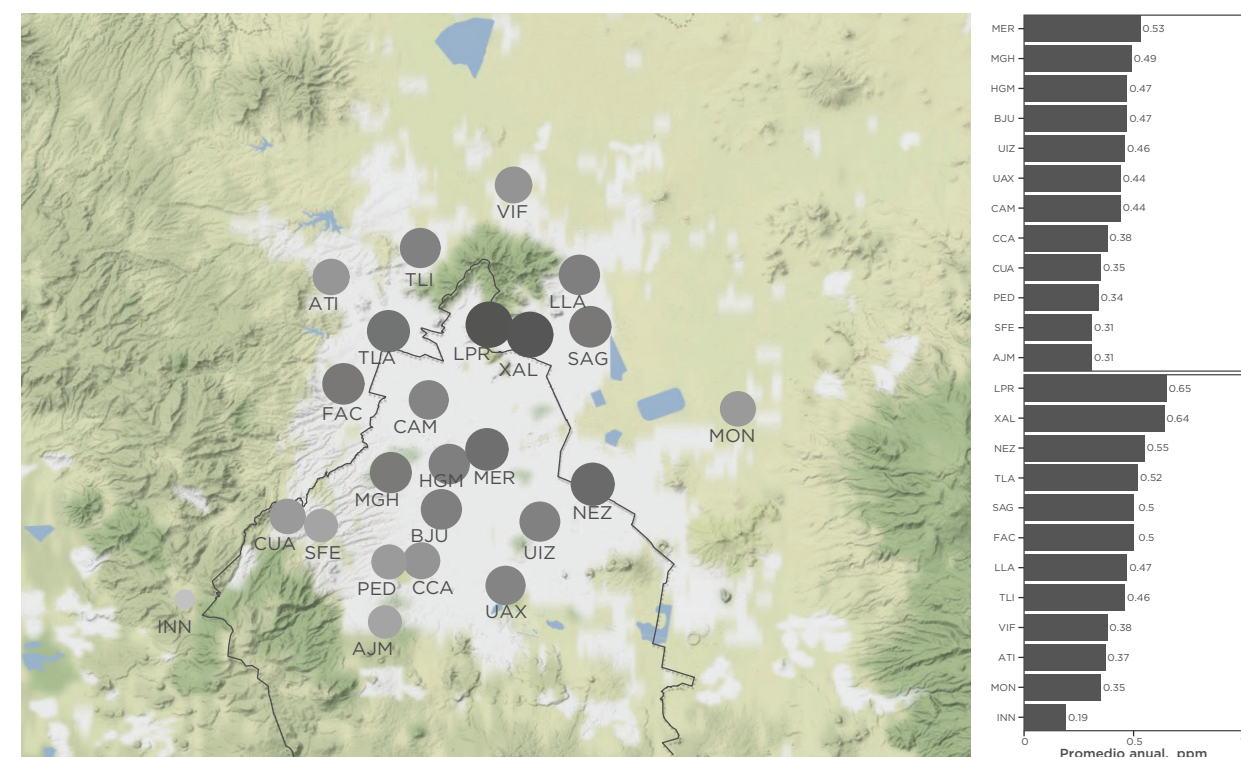 VIF
TLI
ATI
LLA
TLA
LPR
XAL
SAG
FAC
CAM
MON
MGH
HGM
MER
NEZ
BJU
CUA
SFE
UIZ
PED
CCA
UAX
INN
AJM
MER 0.53
MGH 0.49
HGM 0.47
BJU 0.47
UIZ 0.46
UAX 0.44
CAM 0.44
CCA 0.38
CUA 0.35
PED 0.34
SFE 0.31
AJM 0.31
LPR 0.65
XAL 0.64
NEZ 0.55
TLA 0.52
SAG 0.5
FAC 0.5
LLA 0.47
TLI 0.46
VIF 0.38
ATI 0.37
MON 0.35
INN 0.19
0 0.5
Promedio anual, ppm